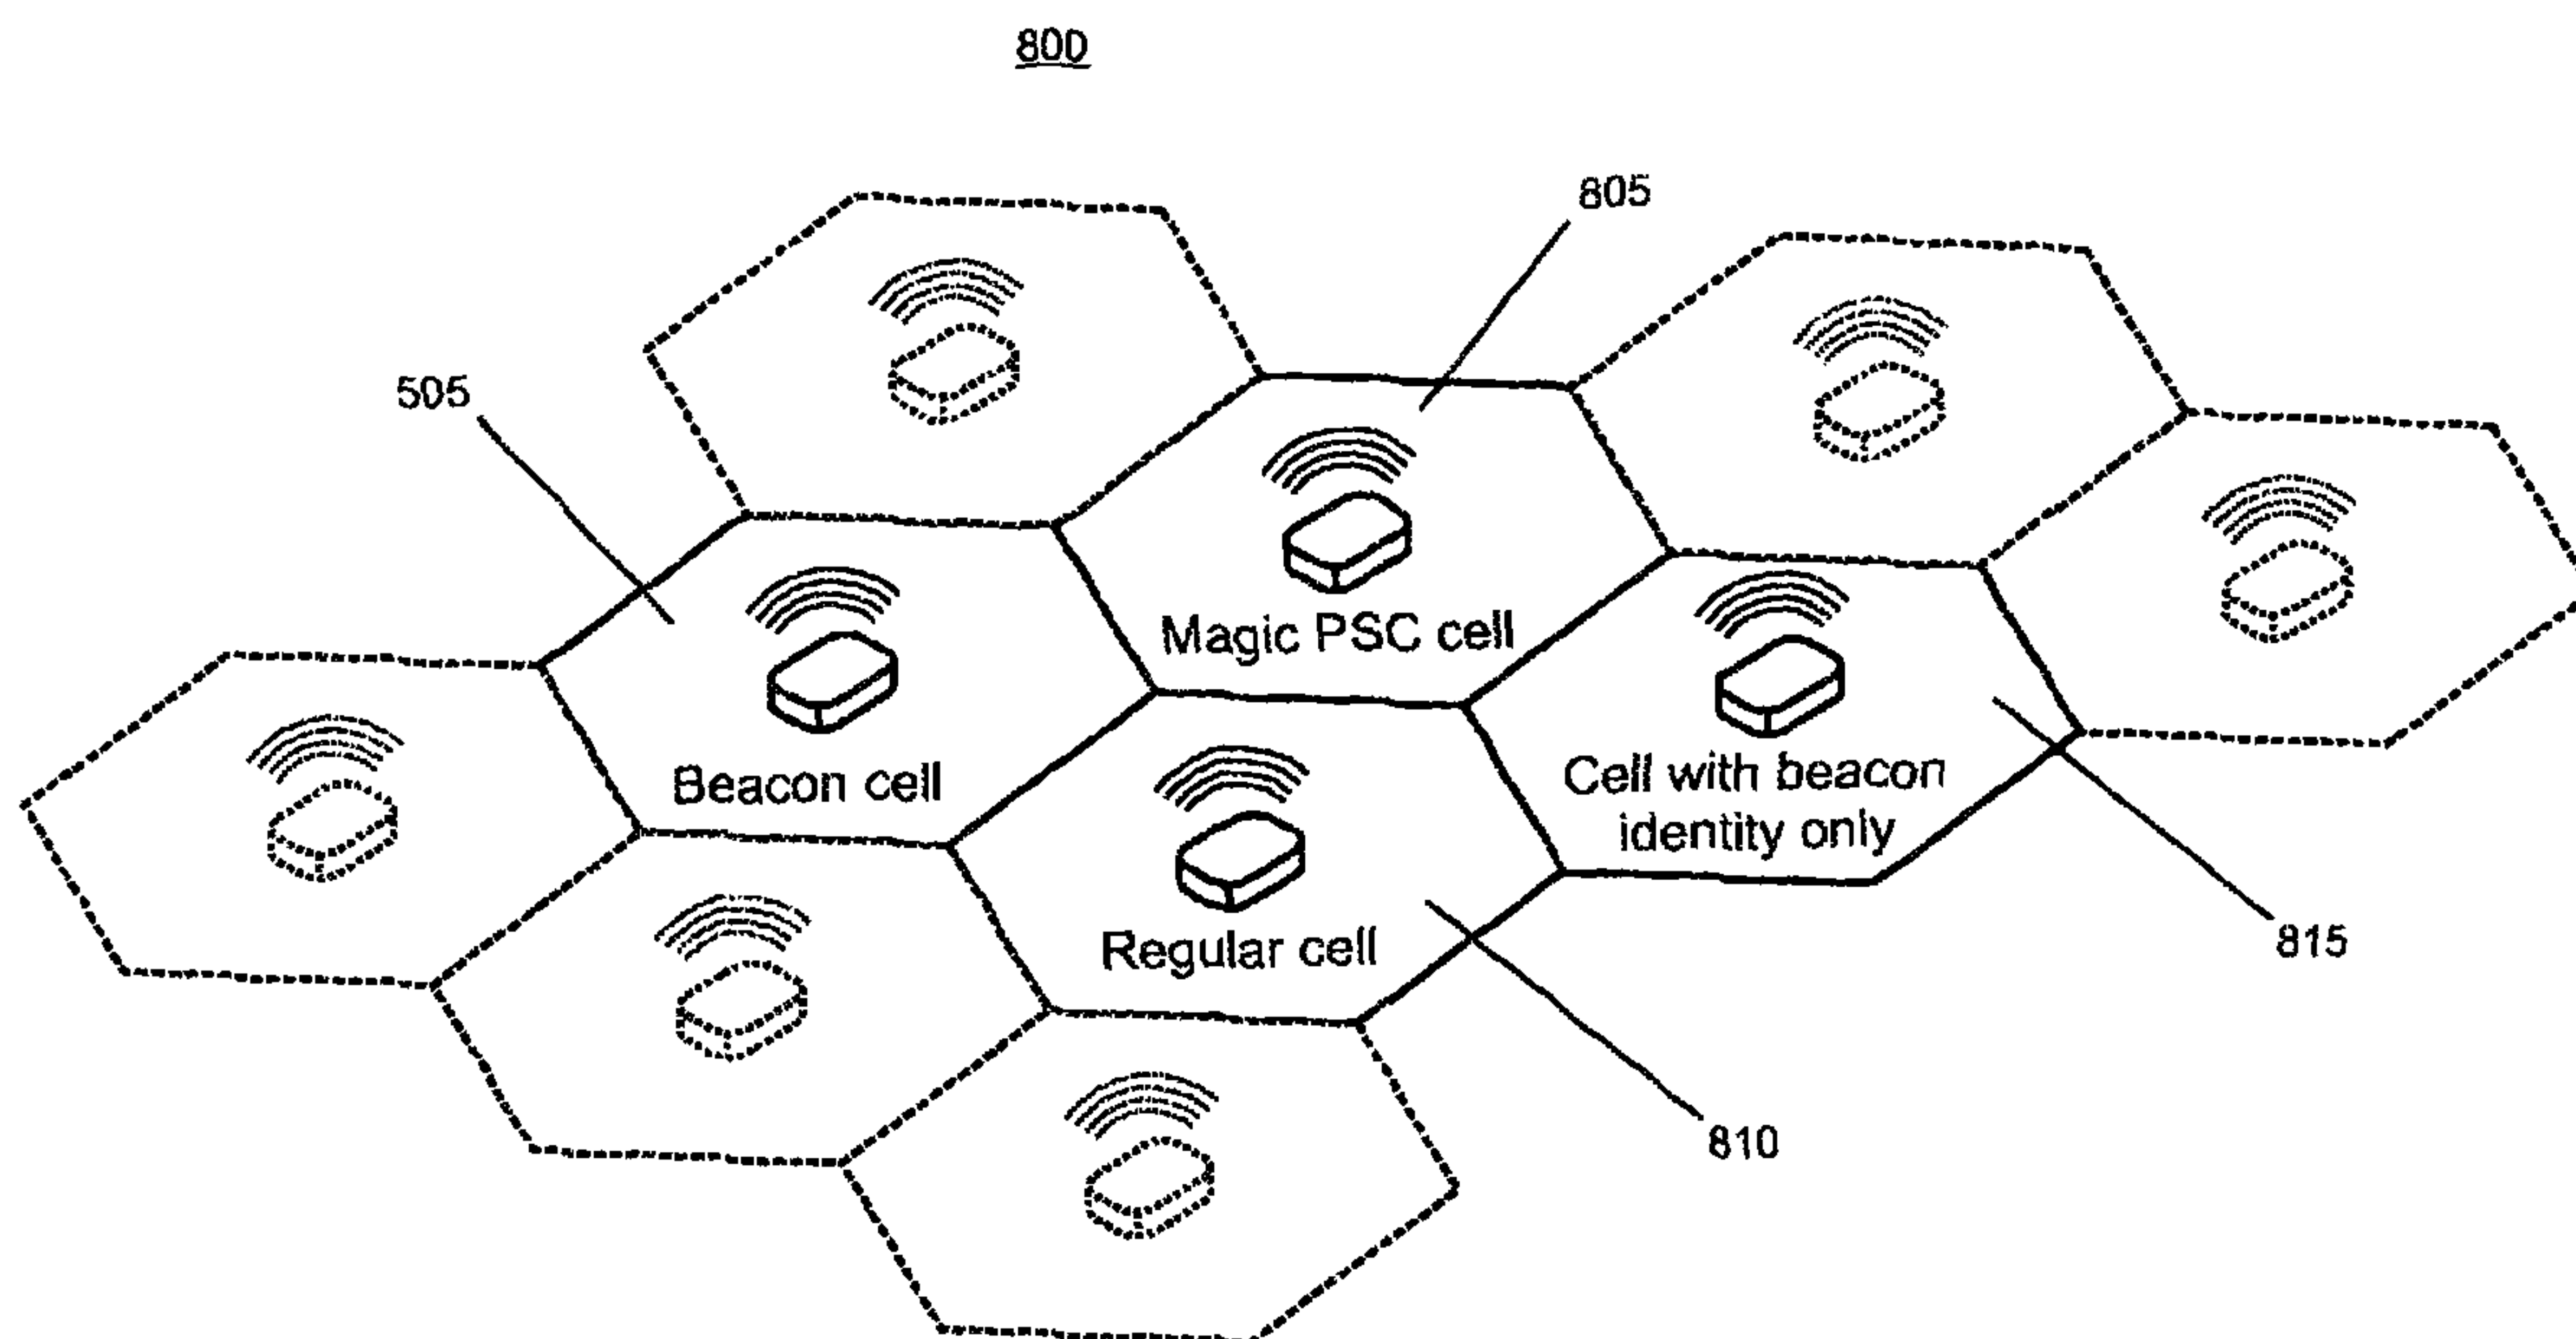 800
805
505
Magic PSC cell
Beacon cell
Cell with beacon
identity only
Regular cell
815
810